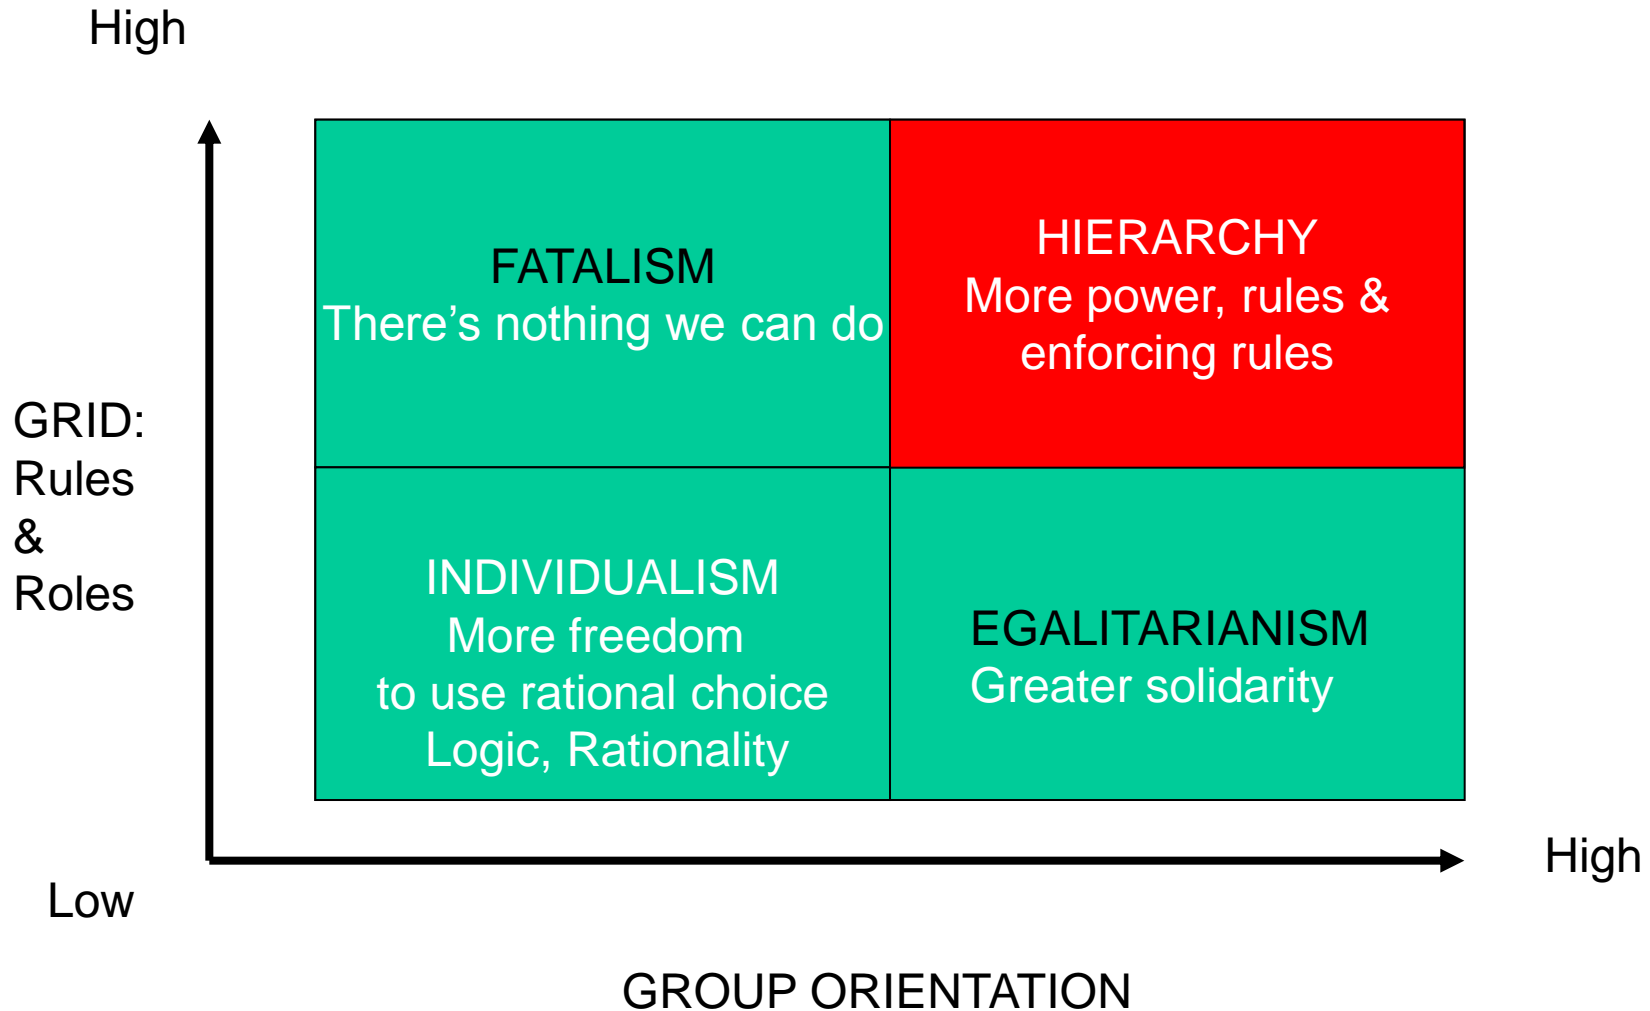 High
FATALISM
There’s nothing we can do
HIERARCHY
More power, rules &
enforcing rules
GRID:
Rules
&
Roles
INDIVIDUALISM
More freedom
to use rational choice
Logic, Rationality
EGALITARIANISM
Greater solidarity
High
Low
GROUP ORIENTATION